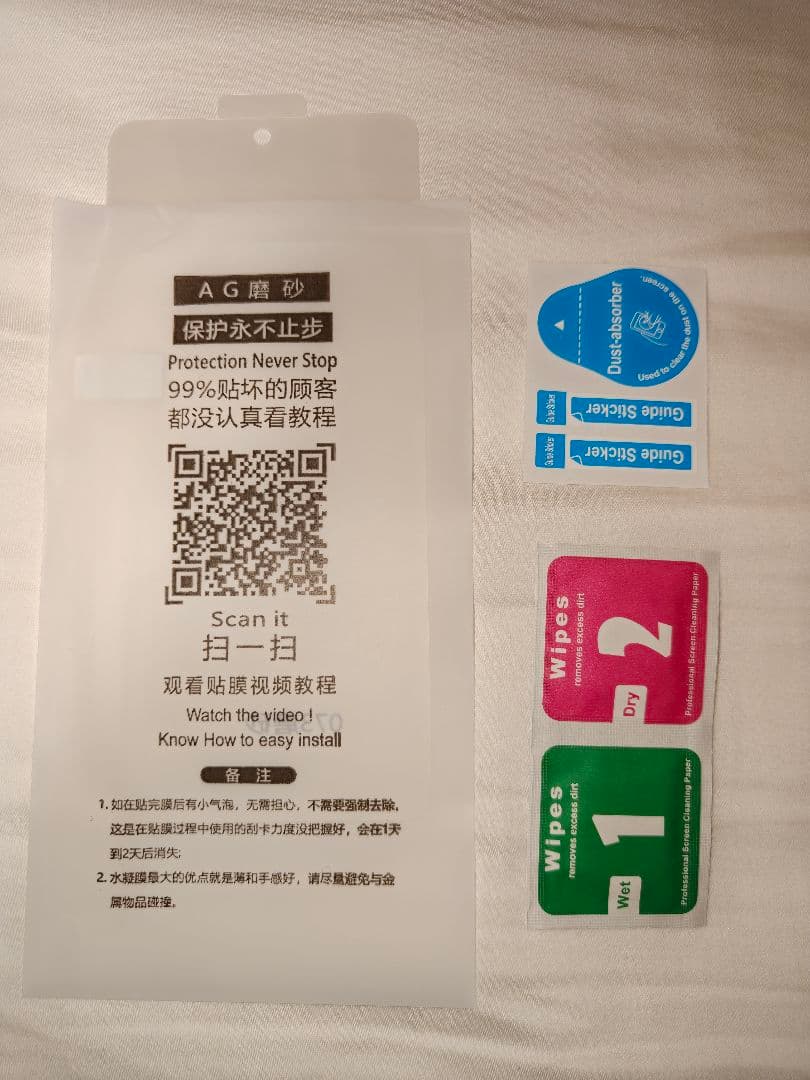 AG磨砂
保护永不止步
Protection Never Stop
99%贴坏的顾客
都没认真看教程
Scan it
扫一扫
观看贴膜视频教程
Watch the video !
Know How to easy install
备 注
1. 如在贴完膜后有小气泡，无需担心，不需要强制去除，
这是在贴膜过程中使用的刮卡力度没把握好，会在1天
到2天后消失;
2. 水凝膜最大的优点就是薄和手感好，请尽量避免与金
属物品碰撞。
Dust-absorber
Used to clear the dust on the screen.
Guide Sticker
Guide Sticker
Wipes
removes excess dirt
2
Dry
Professional Screen Cleaning Paper
Wipes
removes excess dirt
1
Wet
Professional Screen Cleaning Paper